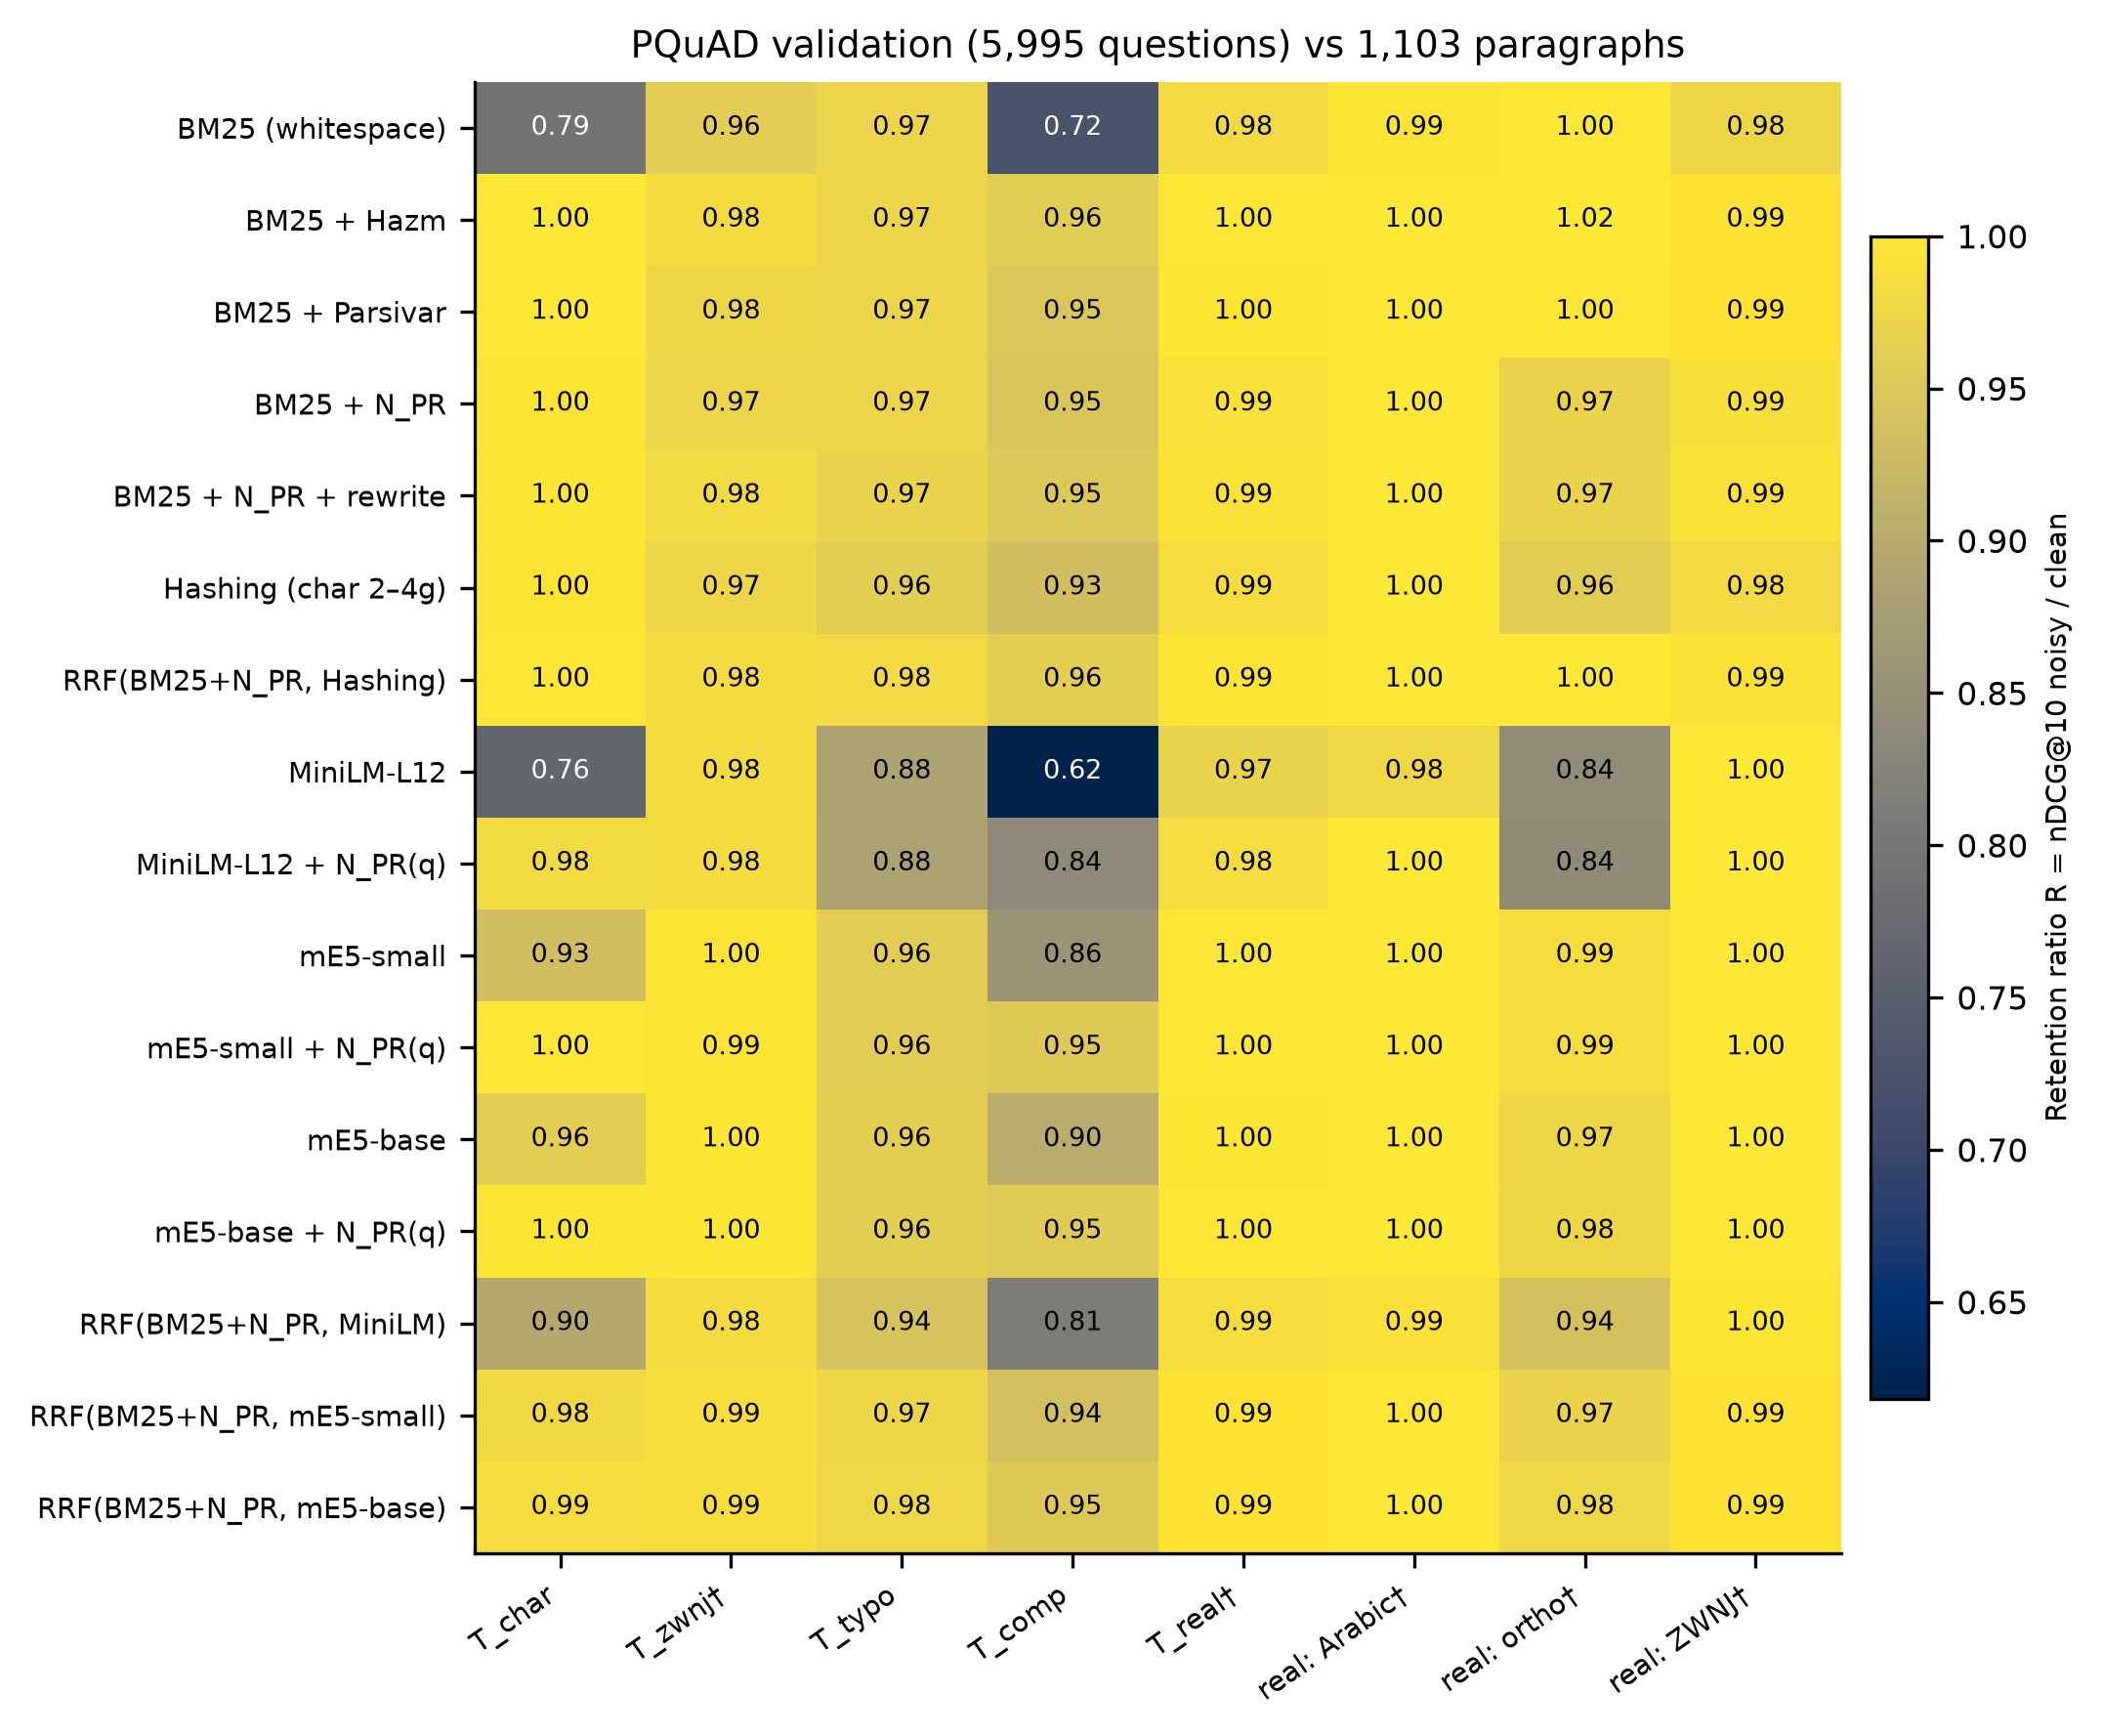 PQuAD validation (5,995 questions) vs 1,103 paragraphs
BM25 (whitespace) 0.79 0.96 0.97 0.72 0.98 0.99 1.00 0.98
BM25 + Hazm 1.00 0.98 0.97 0.96 1.00 1.00 1.02 0.99
BM25 + Parsivar 1.00 0.98 0.97 0.95 1.00 1.00 1.00 0.99
BM25 + N_PR 1.00 0.97 0.97 0.95 0.99 1.00 0.97 0.99
BM25 + N_PR + rewrite 1.00 0.98 0.97 0.95 0.99 1.00 0.97 0.99
Hashing (char 2–4g) 1.00 0.97 0.96 0.93 0.99 1.00 0.96 0.98
RRF(BM25+N_PR, Hashing) 1.00 0.98 0.98 0.96 0.99 1.00 1.00 0.99
MiniLM-L12 0.76 0.98 0.88 0.62 0.97 0.98 0.84 1.00
MiniLM-L12 + N_PR(q) 0.98 0.98 0.88 0.84 0.98 1.00 0.84 1.00
mE5-small 0.93 1.00 0.96 0.86 1.00 1.00 0.99 1.00
mE5-small + N_PR(q) 1.00 0.99 0.96 0.95 1.00 1.00 0.99 1.00
mE5-base 0.96 1.00 0.96 0.90 1.00 1.00 0.97 1.00
mE5-base + N_PR(q) 1.00 1.00 0.96 0.95 1.00 1.00 0.98 1.00
RRF(BM25+N_PR, MiniLM) 0.90 0.98 0.94 0.81 0.99 0.99 0.94 1.00
RRF(BM25+N_PR, mE5-small) 0.98 0.99 0.97 0.94 0.99 1.00 0.97 0.99
RRF(BM25+N_PR, mE5-base) 0.99 0.99 0.98 0.95 0.99 1.00 0.98 0.99
T_char T_zwnj† T_typo T_comp T_real† real: Arabic† real: ortho† real: ZWNJ†
1.00
0.95
0.90
0.85
0.80
0.75
0.70
0.65
Retention ratio R = nDCG@10 noisy / clean